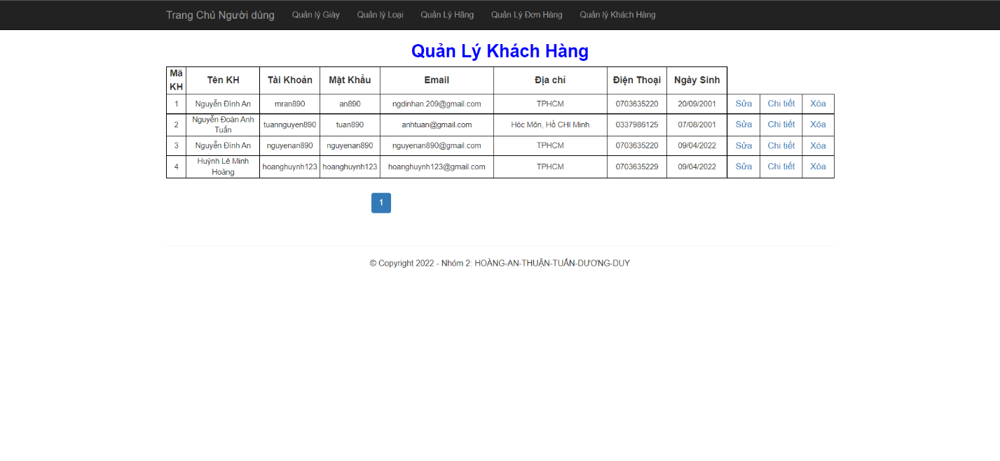 Trang Chủ Người dùng Quản lý Giày Quản lý Loại Quản Lý Hãng Quản Lý Đơn Hàng Quản lý Khách Hàng
Quản Lý Khách Hàng
Mã KH Tên KH Tài Khoản Mật Khẩu Email Địa chỉ Điện Thoại Ngày Sinh
1 Nguyễn Đình An mran890 an890 ngdinhan.209@gmail.com TPHCM 0703635220 20/09/2001 Sửa Chi tiết Xóa
2 Nguyễn Đoàn Anh Tuấn tuannguyen890 tuan890 anhtuan@gmail.com Hóc Môn, Hồ CHí Minh 0337986125 07/08/2001 Sửa Chi tiết Xóa
3 Nguyễn Đình An nguyenan890 nguyenan890 nguyenan890@gmail.com TPHCM 0703635220 09/04/2022 Sửa Chi tiết Xóa
4 Huỳnh Lê Minh Hoàng hoanghuynh123 hoanghuynh123 hoanghuynh123@gmail.com TPHCM 0703635229 09/04/2022 Sửa Chi tiết Xóa
1
© Copyright 2022 - Nhóm 2: HOÀNG-AN-THUẬN-TUẤN-DƯƠNG-DUY